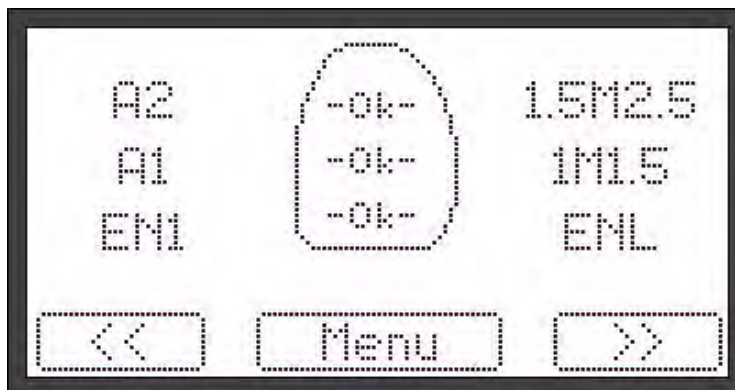 A2 -Ok- 1.5M2.5
A1 -Ok- 1M1.5
EN1 -Ok- ENL
<< Menu >>